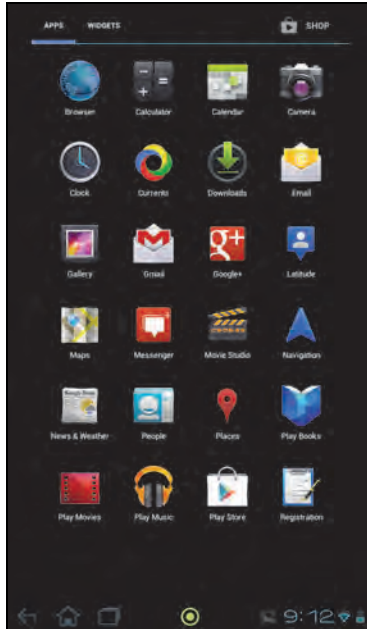 APPS WIDGETS SHOP
Browser Calculator Calendar Camera
Clock Currents Downloads Email
Gallery Gmail Google+ Latitude
Maps Messenger Movie Studio Navigation
News & Weather People Places Play Books
Play Movies Play Music Play Store Registration
9:12